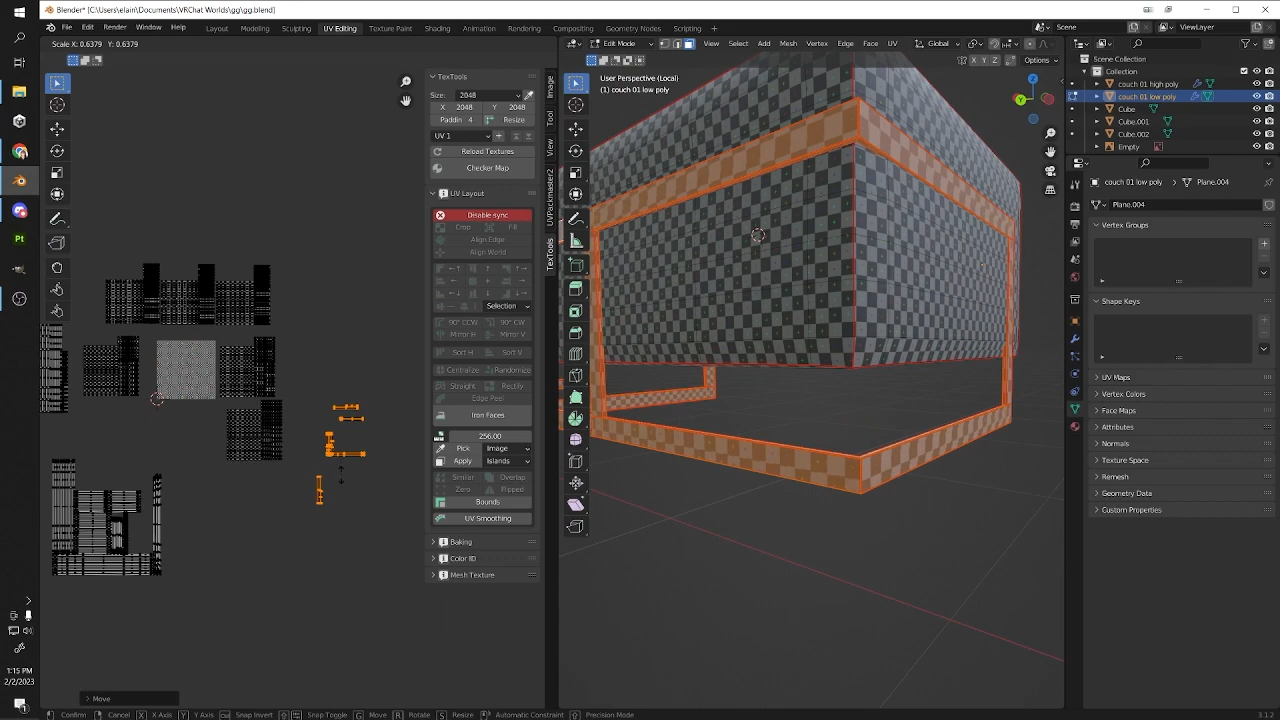 Blender* [C:\Users\elain\Documents\VRChat Worlds\gg\gg.blend]
File Edit Render Window Help Layout Modeling Sculpting UV Editing Texture Paint Shading Animation Rendering Compositing Geometry Nodes Scripting + Scene ViewLayer
Scale X: 0.6379 Y: 0.6379
Edit Mode View Select Add Mesh Vertex Edge Face UV Global
X Y Z Options
TexTools
Size: 2048
X 2048 Y 2048
Paddin 4 Resize
UV 1
Reload Textures
Checker Map
UV Layout
Disable sync
Crop Fill
Align Edge
Align World
Selection
90° CCW 90° CW
Mirror H Mirror V
Sort H Sort V
Centralize Randomize
Straight Rectify
Edge Peel
Iron Faces
256.00
Pick Image
Apply Islands
Similar Overlap
Zero Flipped
Bounds
UV Smoothing
Baking
Color ID
Mesh Texture
Image
Tool
View
UVPackmaster2
TexTools
User Perspective (Local)
(1) couch 01 low poly
Z
Y
Scene Collection
Collection
couch 01 high poly
couch 01 low poly
Cube
Cube.001
Cube.002
Empty
couch 01 low poly Plane.004
Plane.004
Vertex Groups
Shape Keys
UV Maps
Vertex Colors
Face Maps
Attributes
Normals
Texture Space
Remesh
Geometry Data
Custom Properties
Pt
1:15 PM
2/2/2023
Move
Confirm Cancel X X Axis Y Y Axis Snap Invert Snap Toggle G Move R Rotate S Resize Automatic Constraint Precision Mode
3.1.2